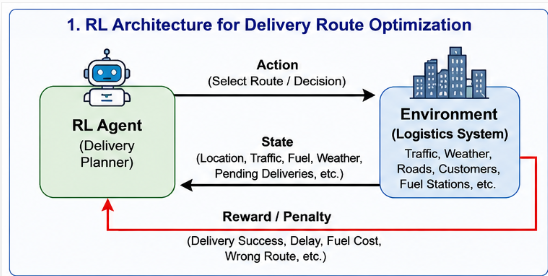 1. RL Architecture for Delivery Route Optimization
Action
(Select Route / Decision)
RL Agent
(Delivery
Planner)
Environment
(Logistics System)
Traffic, Weather,
Roads, Customers,
Fuel Stations, etc.
State
(Location, Traffic, Fuel, Weather,
Pending Deliveries, etc.)
Reward / Penalty
(Delivery Success, Delay, Fuel Cost,
Wrong Route, etc.)